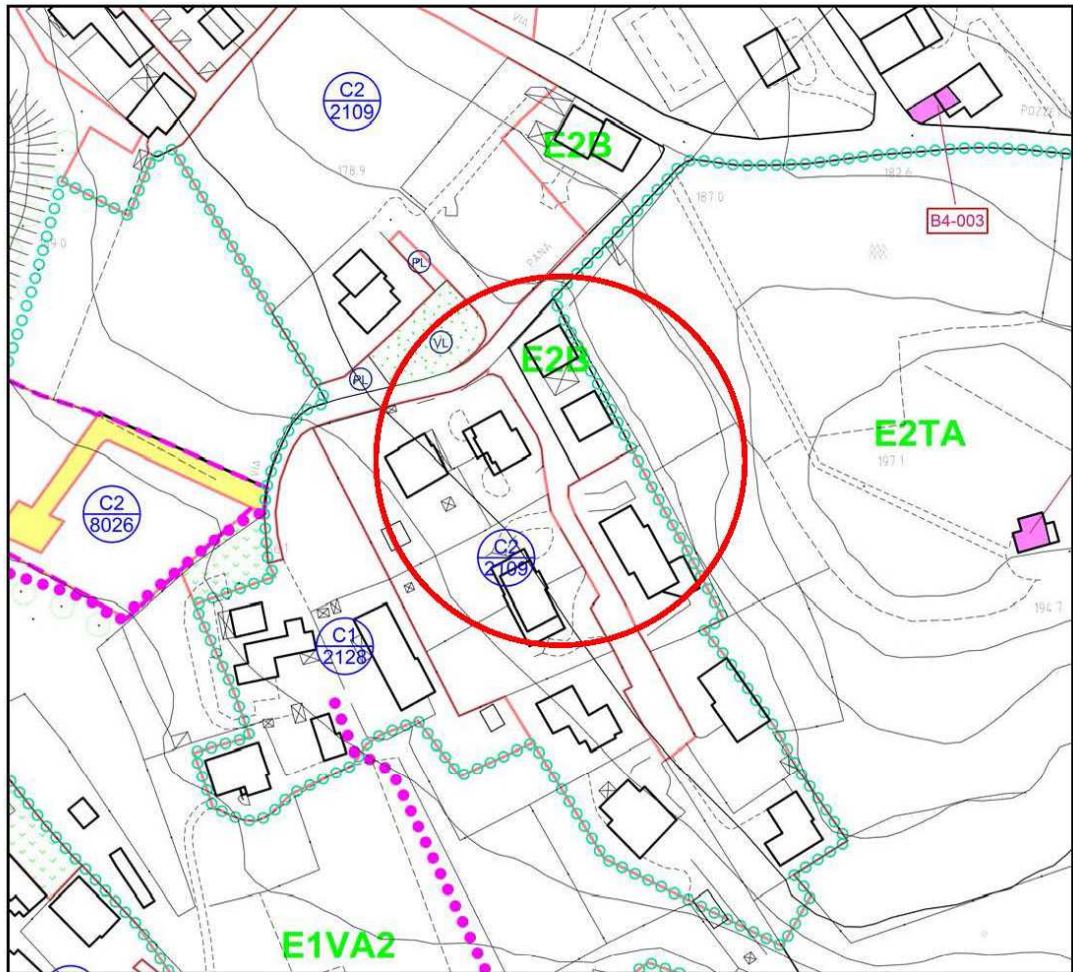 VIA
C2
2109
E2B
178.9
187.0
182.6
B4-003
PL
PANA
VL
E2B
PL
E2TA
197.1
VIA
C2
8026
C2
2109
194.7
C1
2128
E1VA2